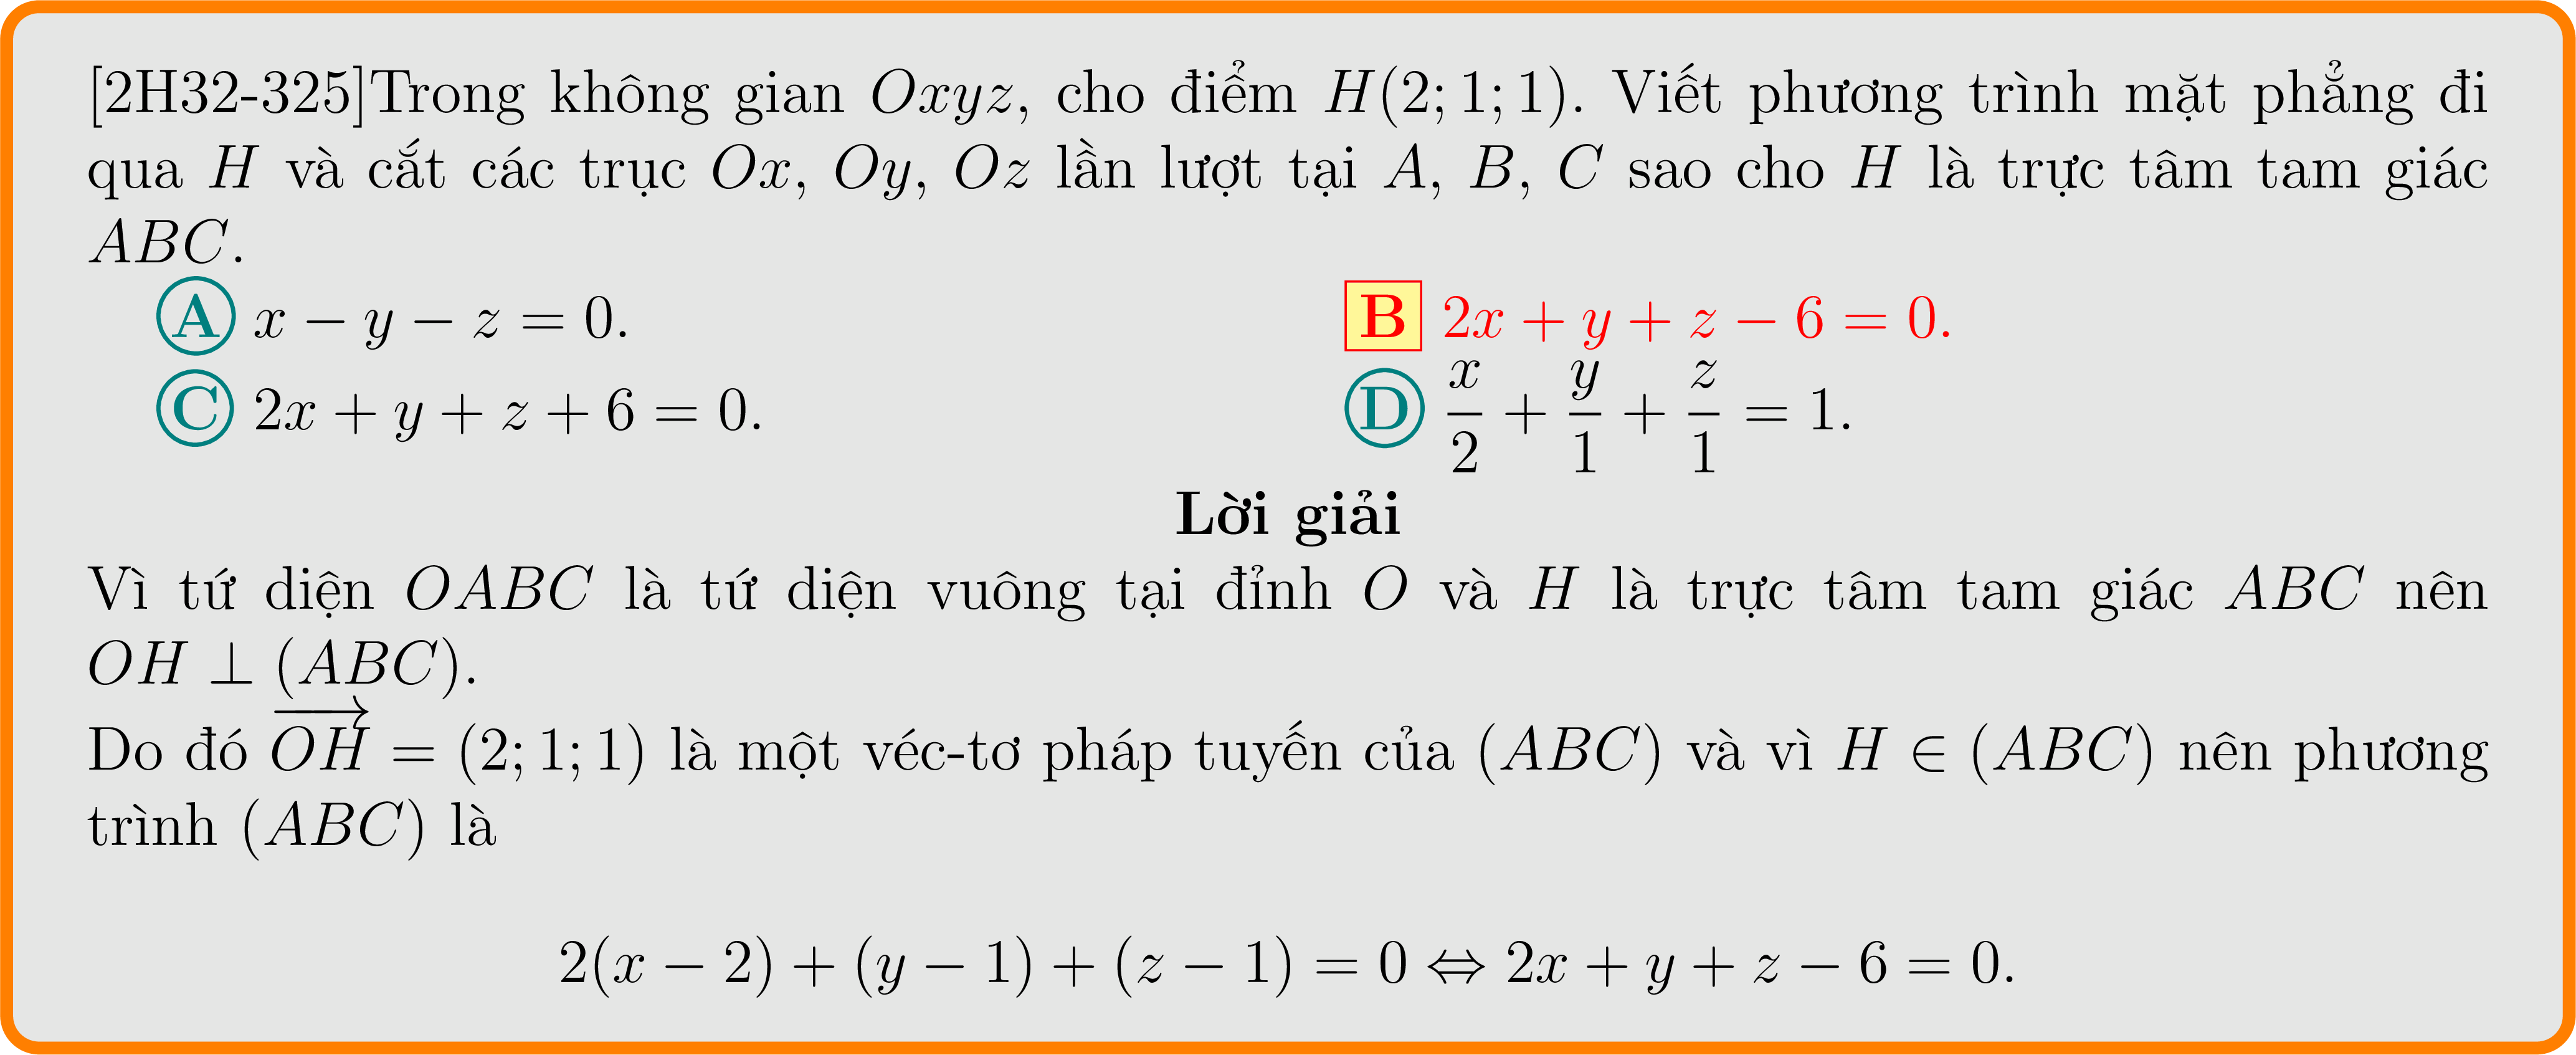 [2H32-325]Trong không gian Oxyz, cho điểm H(2; 1; 1). Viết phương trình mặt phẳng đi
qua H và cắt các trục Ox, Oy, Oz lần lượt tại A, B, C sao cho H là trực tâm tam giác
ABC.
A x − y − z = 0.
B 2x + y + z − 6 = 0.
C 2x + y + z + 6 = 0.
D \frac{x}{2} + \frac{y}{1} + \frac{z}{1} = 1.
Lời giải
Vì tứ diện OABC là tứ diện vuông tại đỉnh O và H là trực tâm tam giác ABC nên
OH ⊥ (ABC).
Do đó \overrightarrow{OH} = (2; 1; 1) là một véc-tơ pháp tuyến của (ABC) và vì H ∈ (ABC) nên phương
trình (ABC) là
2(x − 2) + (y − 1) + (z − 1) = 0 ⇔ 2x + y + z − 6 = 0.